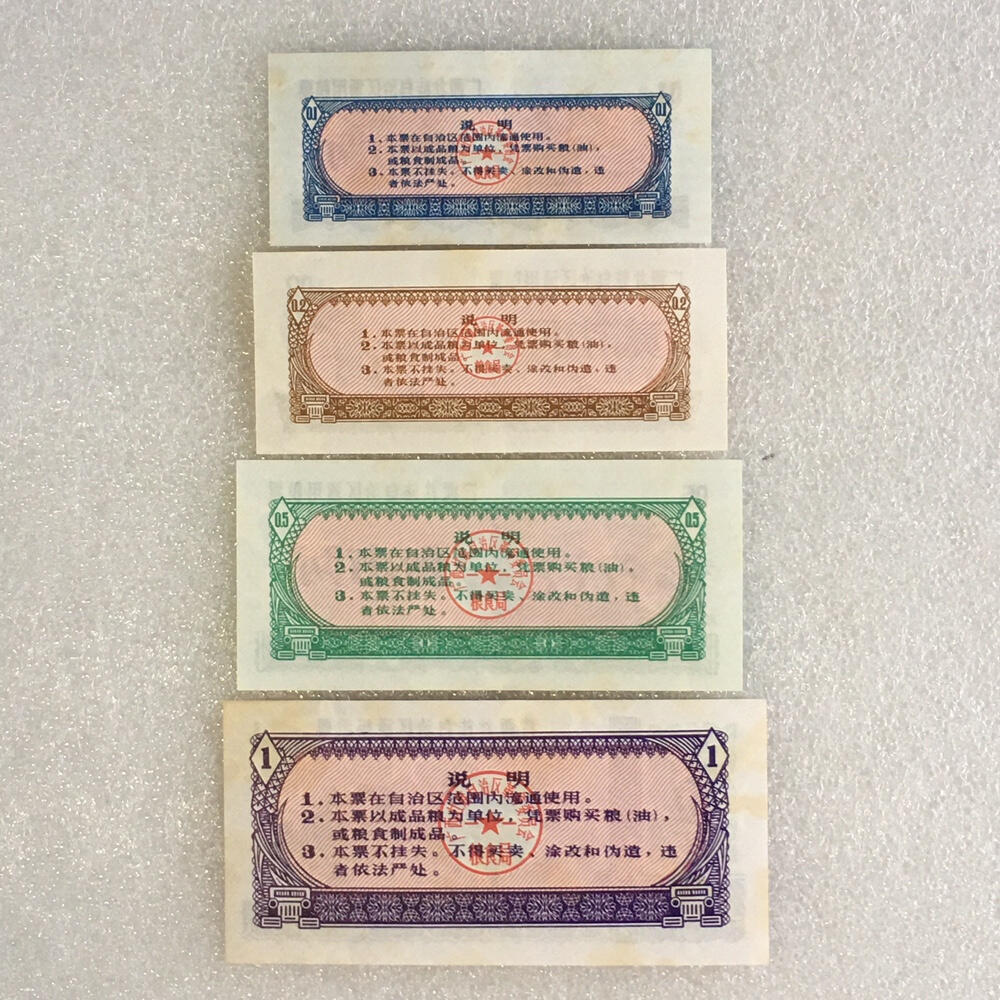 0.1 0.1
说 明
1. 本票在自治区范围内流通使用。
2. 本票以成品粮为单位，凭票购买粮(油)，
或粮食制成品
3. 本票不挂失。不得买卖、涂改和伪造，违
者依法严处。
粮食局
0.2 0.2
说 明
1. 本票在自治区范围内流通使用。
2. 本票以成品粮为单位，凭票购买粮(油)，
或粮食制成品
3. 本票不挂失。不得买卖、涂改和伪造，违
者依法严处。
粮食局
0.5 0.5
说 明
1. 本票在自治区范围内流通使用。
2. 本票以成品粮为单位，凭票购买粮(油)。
或粮食制成品
3. 本票不挂失。不得买卖、涂改和伪造，违
者依法严处。
粮食局
1 1
说 明
1. 本票在自治区范围内流通使用。
2. 本票以成品粮为单位，凭票购买粮(油)，
或粮食制成品
3. 本票不挂失。不得买卖、涂改和伪造，违
者依法严处。
粮食局